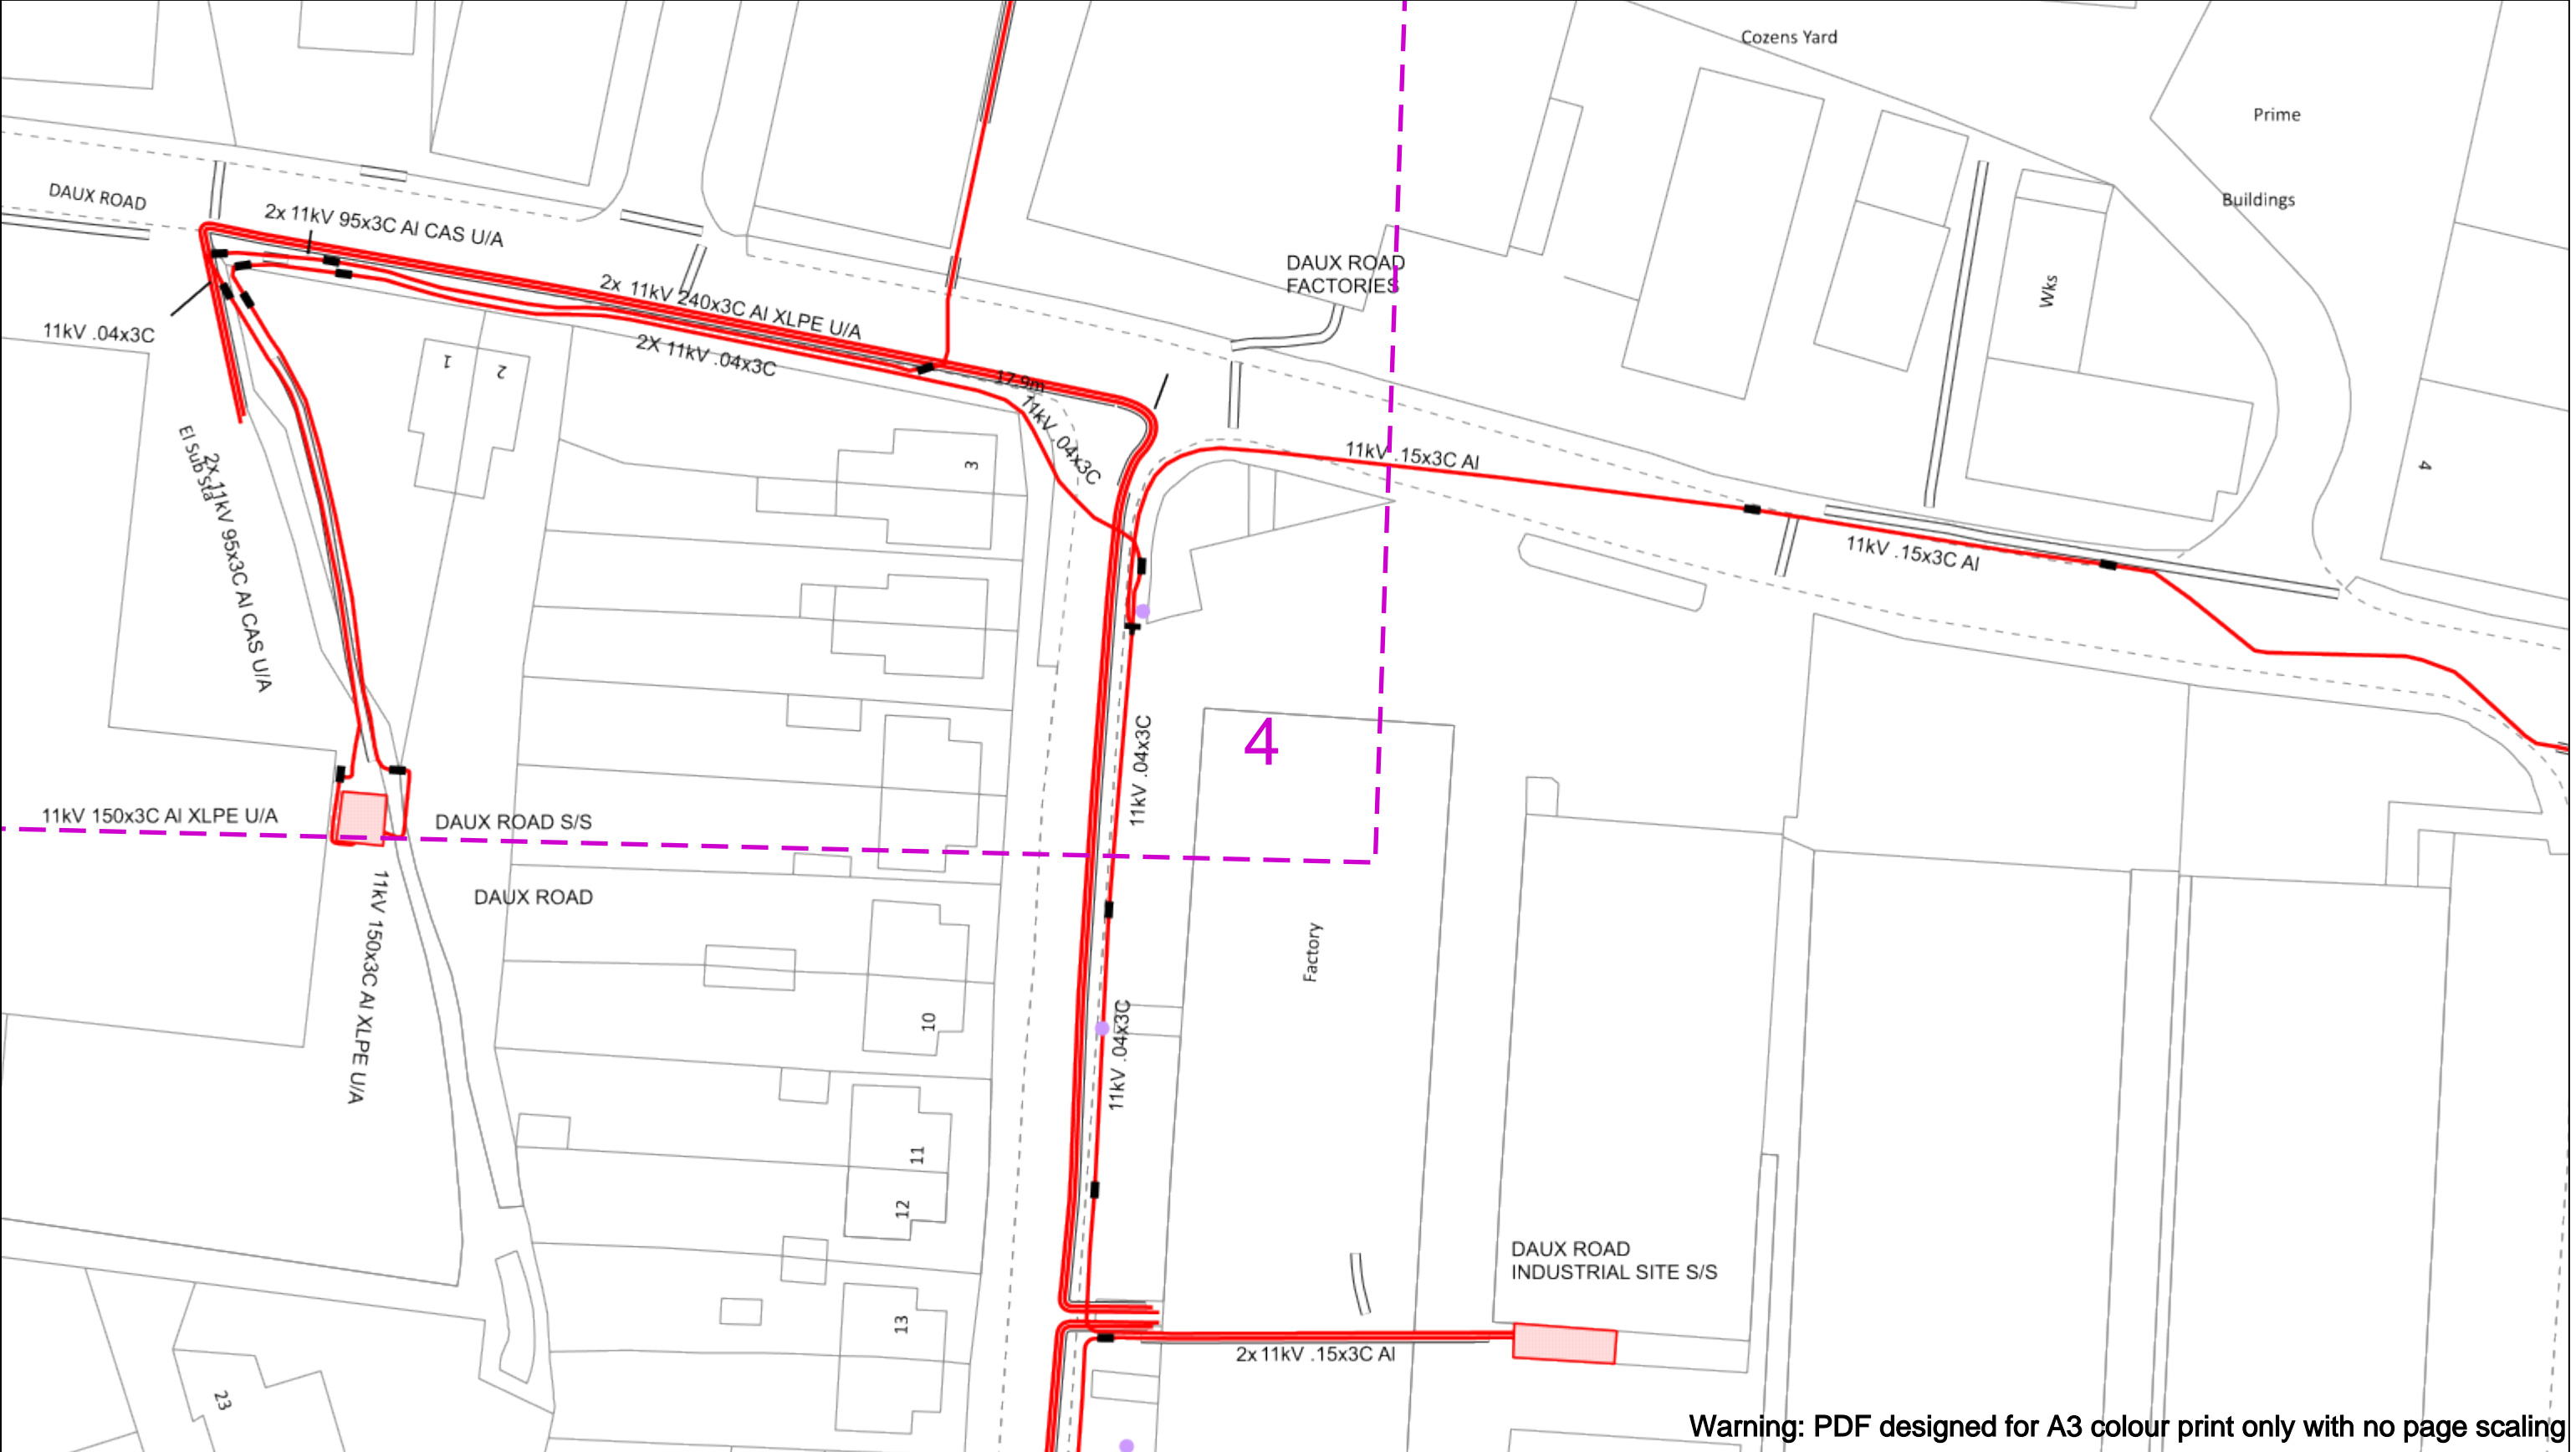 Cozens Yard
Prime
Buildings
DAUX ROAD
2x 11kV 95x3C Al CAS U/A
DAUX ROAD
FACTORIES
Wks
2x 11kV 240x3C Al XLPE U/A
11kV .04x3C
2X 11kV .04x3C
1
2
17.9m
11kV .04x3C
3
11kV .15x3C Al
4
El Sub Sta
2x 11kV 95x3C Al CAS U/A
11kV .15x3C Al
4
11kV .04x3C
11kV 150x3C Al XLPE U/A
DAUX ROAD S/S
DAUX ROAD
11kV 150x3C Al XLPE U/A
Factory
10
11kV .04x3C
11
12
DAUX ROAD
INDUSTRIAL SITE S/S
13
2x 11kV .15x3C Al
23
Warning: PDF designed for A3 colour print only with no page scaling